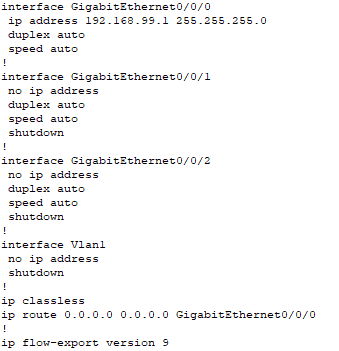 interface GigabitEthernet0/0/0
 ip address 192.168.99.1 255.255.255.0
 duplex auto
 speed auto
!
interface GigabitEthernet0/0/1
 no ip address
 duplex auto
 speed auto
 shutdown
!
interface GigabitEthernet0/0/2
 no ip address
 duplex auto
 speed auto
 shutdown
!
interface Vlan1
 no ip address
 shutdown
!
ip classless
ip route 0.0.0.0 0.0.0.0 GigabitEthernet0/0/0
!
ip flow-export version 9